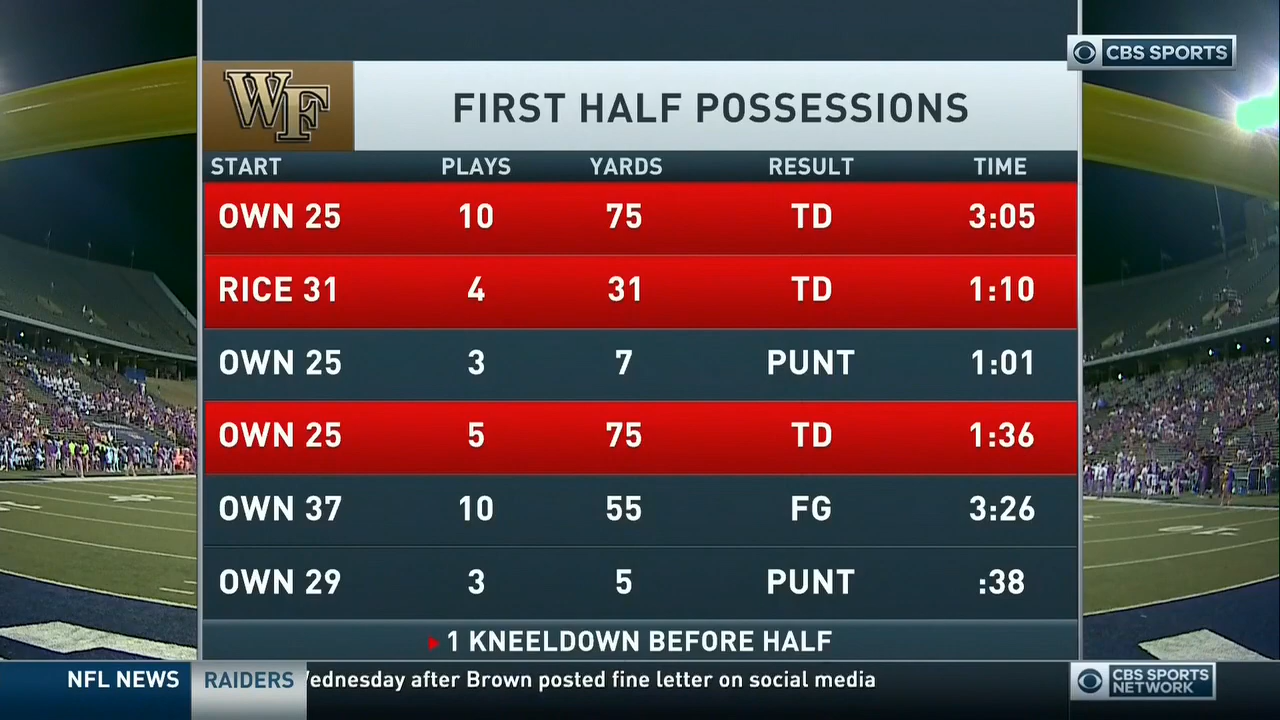 CBS SPORTS
WF
FIRST HALF POSSESSIONS
START PLAYS YARDS RESULT TIME
OWN 25 10 75 TD 3:05
RICE 31 4 31 TD 1:10
OWN 25 3 7 PUNT 1:01
OWN 25 5 75 TD 1:36
OWN 37 10 55 FG 3:26
OWN 29 3 5 PUNT :38
1 KNEELDOWN BEFORE HALF
NFL NEWS RAIDERS ednesday after Brown posted fine letter on social media
CBS SPORTS NETWORK